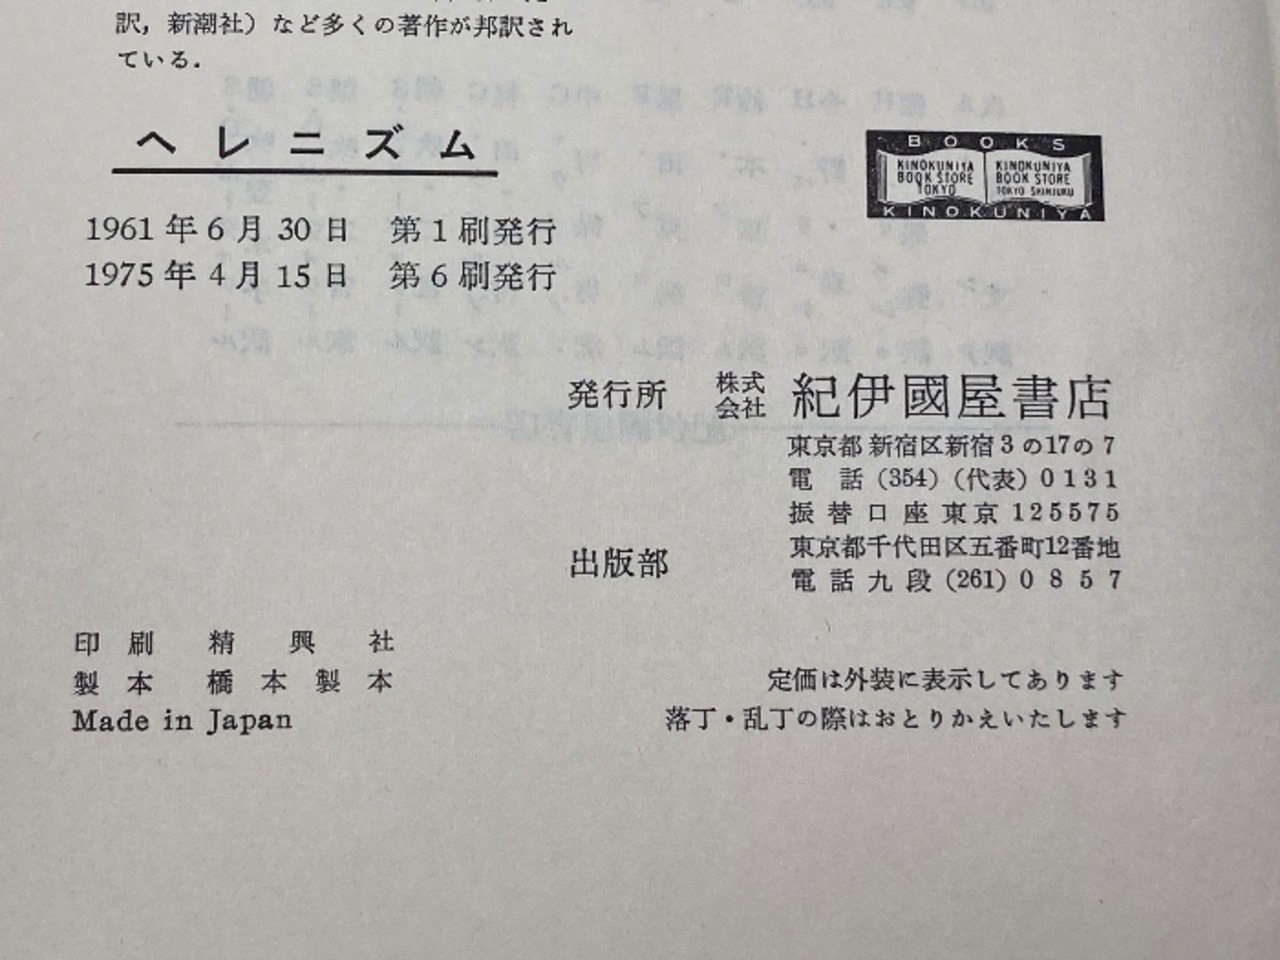 訳，新潮社）など多くの著作が邦訳され
ている．
ヘレニズム
BOOKS
KINOKUNIYA BOOK STORE TOKYO
KINOKUNIYA BOOK STORE TOKYO SHINJUKU
KINOKUNIYA
1961年6月30日　第1刷発行
1975年4月15日　第6刷発行
発行所　株式会社　紀伊國屋書店
東京都新宿区新宿3の17の7
電　話（354）（代表）0131
振替口座東京 125575
出版部　東京都千代田区五番町12番地
電話九段（261）0857
印刷　精興社
製本　橋本製本
Made in Japan
定価は外装に表示してあります
落丁・乱丁の際はおとりかえいたします